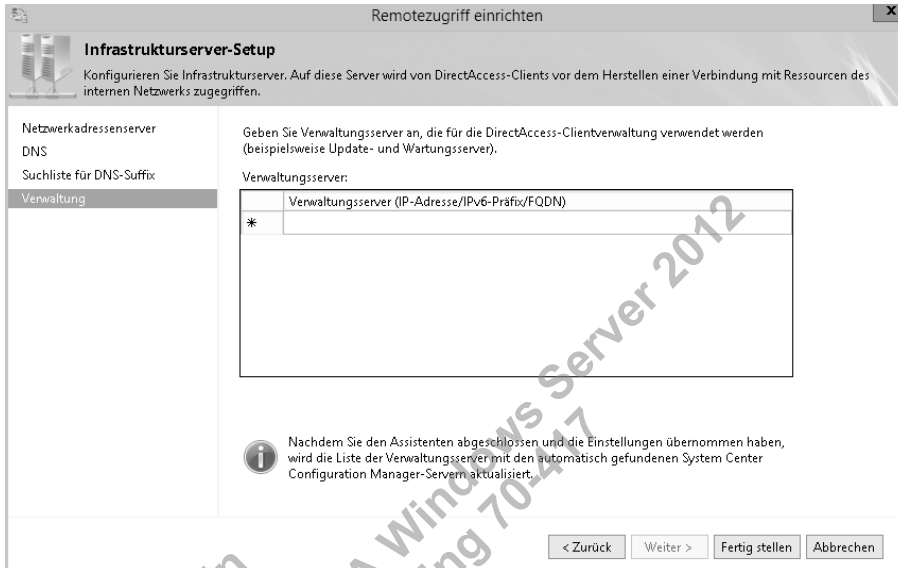 Remotezugriff einrichten
x
Infrastrukturserver-Setup
Konfigurieren Sie Infrastrukturserver. Auf diese Server wird von DirectAccess-Clients vor dem Herstellen einer Verbindung mit Ressourcen des
internen Netzwerks zugegriffen.
Netzwerkadressenserver
DNS
Suchliste für DNS-Suffix
Verwaltung
Geben Sie Verwaltungsserver an, die für die DirectAccess-Clientverwaltung verwendet werden
(beispielsweise Update- und Wartungsserver).
Verwaltungsserver:
Verwaltungsserver (IP-Adresse/IPv6-Präfix/FQDN)
*
Nachdem Sie den Assistenten abgeschlossen und die Einstellungen übernommen haben,
wird die Liste der Verwaltungsserver mit den automatisch gefundenen System Center
Configuration Manager-Servern aktualisiert.
< Zurück
Weiter >
Fertig stellen
Abbrechen
Windows Server 2012
70-417